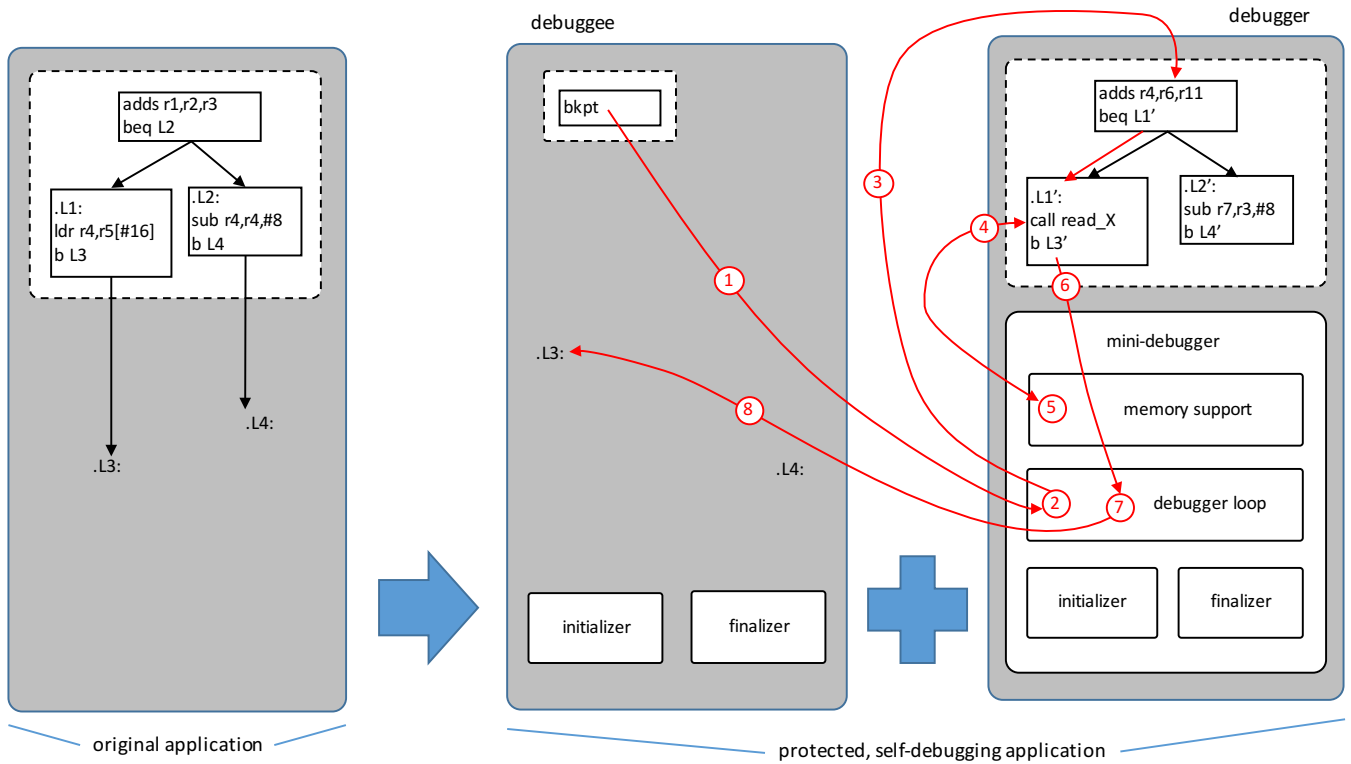 debuggee
debugger
adds r1,r2,r3
beq L2
.L1:
ldr r4,r5[#16]
b L3
.L2:
sub r4,r4,#8
b L4
.L4:
.L3:
bkpt
1
.L3:
8
.L4:
initializer
finalizer
3
adds r4,r6,r11
beq L1’
4
.L1’:
call read_X
b L3’
.L2’:
sub r7,r3,#8
b L4’
6
mini-debugger
5
memory support
2
7
debugger loop
initializer
finalizer
original application
protected, self-debugging application